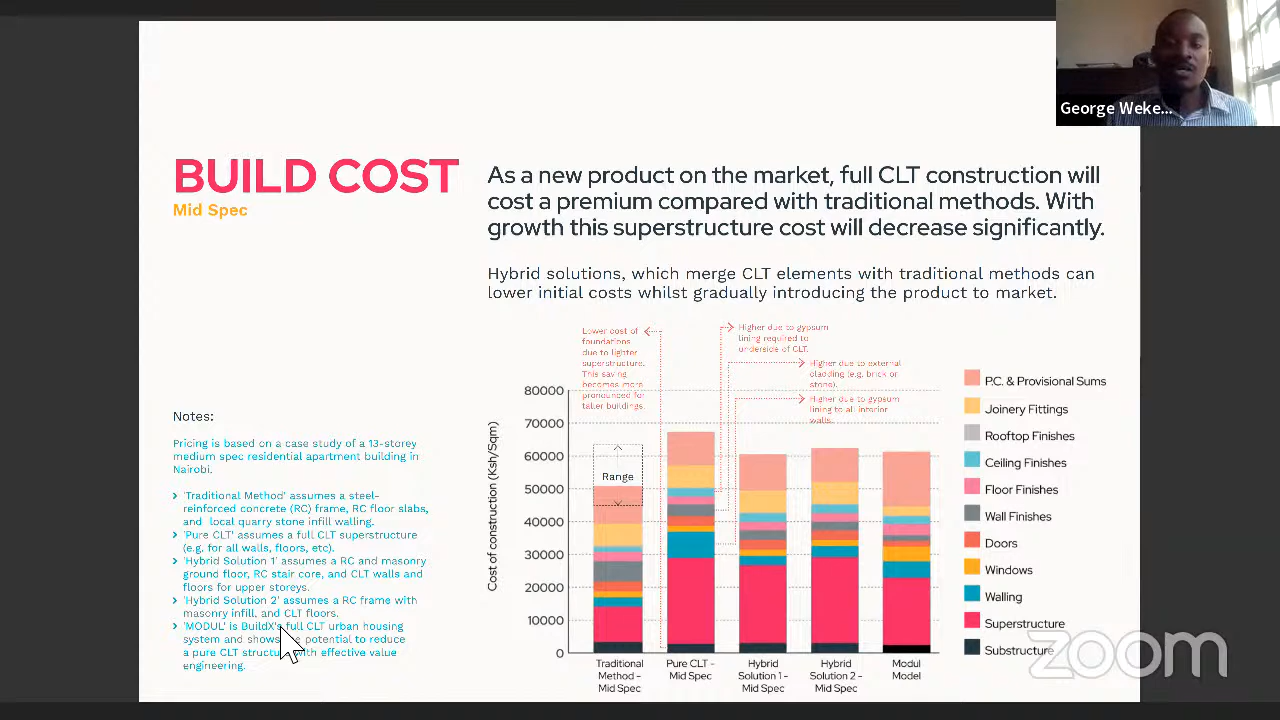 George Weke...
BUILD COST
Mid Spec
As a new product on the market, full CLT construction will
cost a premium compared with traditional methods. With
growth this superstructure cost will decrease significantly.
Hybrid solutions, which merge CLT elements with traditional methods can
lower initial costs whilst gradually introducing the product to market.
Notes:
Pricing is based on a case study of a 13-storey
medium spec residential apartment building in
Nairobi.
'Traditional Method' assumes a steel-
reinforced concrete (RC) frame, RC floor slabs,
and local quarry stone infill walling.
'Pure CLT' assumes a full CLT superstructure
(e.g. for all walls, floors, etc).
'Hybrid Solution 1' assumes a RC and masonry
ground floor, RC stair core, and CLT walls and
floors for upper storeys.
'Hybrid Solution 2' assumes a RC frame with
masonry infill, and CLT floors.
'MODUL' is BuildX's full CLT urban housing
system and shows potential to reduce
a pure CLT with effective value
engineering.
Lower cost of
foundations
due to lighter
superstructure.
This saving
becomes more
pronounced for
taller buildings.
Higher due to gypsum
lining required to
underside of CLT.
Higher due to external
cladding (e.g. brick or
stone).
Higher due to gypsum
lining to all interior
walls.
Cost of construction (Ksh/Sqm)
80000
70000
60000
50000
40000
30000
20000
10000
0
Range
Traditional
Method -
Mid Spec
Pure CLT -
Mid Spec
Hybrid
Solution 1 -
Mid Spec
Hybrid
Solution 2 -
Mid Spec
Modul
Model
P.C. & Provisional Sums
Joinery Fittings
Rooftop Finishes
Ceiling Finishes
Floor Finishes
Wall Finishes
Doors
Windows
Walling
Superstructure
Substructure
zoom